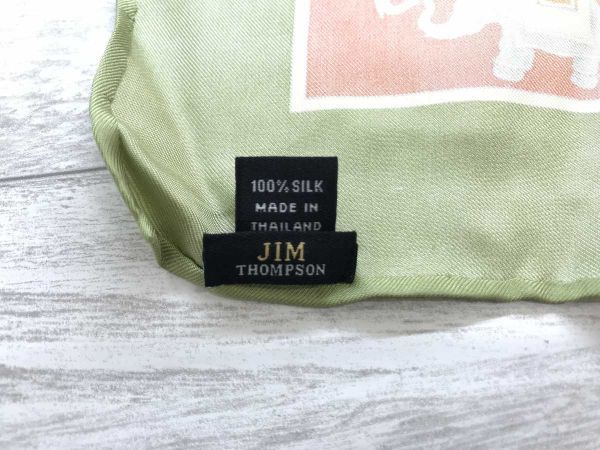 100% SILK
MADE IN
THAILAND
JIM
THOMPSON